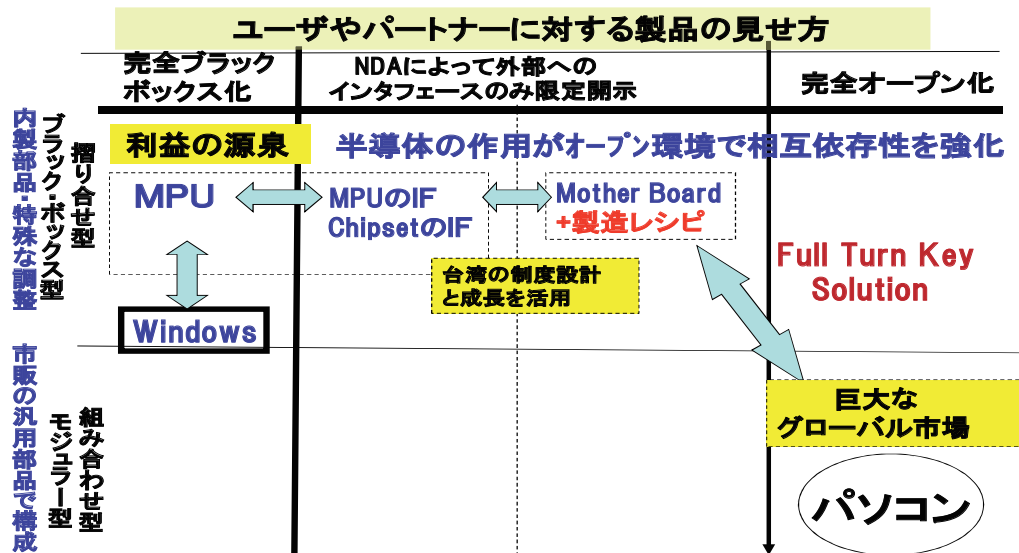 ユーザやパートナーに対する製品の見せ方
完全ブラック
ボックス化
NDAによって外部への
インタフェースのみ限定開示
完全オープン化
内製部品・特殊な調整
ブラック・ボックス型
摺り合せ型
利益の源泉
半導体の作用がオープン環境で相互依存性を強化
MPU
MPUのIF
ChipsetのIF
Mother Board
+製造レシピ
台湾の制度設計
と成長を活用
Full Turn Key
Solution
Windows
市販の汎用部品で構成
モジュラー型
組み合わせ型
巨大な
グローバル市場
パソコン